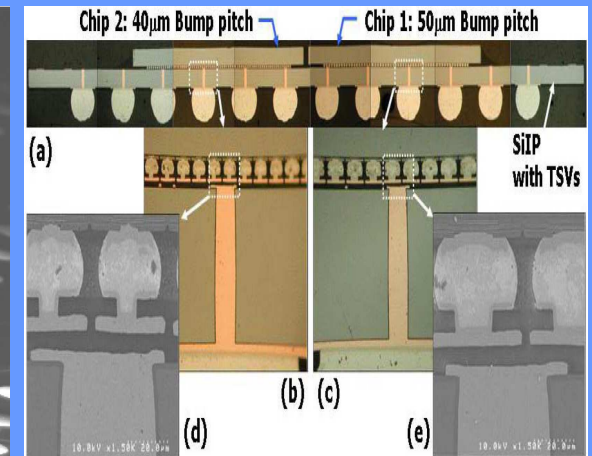 Chip 2: 40μm Bump pitch
Chip 1: 50μm Bump pitch
(a)
SiIP
with TSVs
(b)
(c)
10.0kV x1.50K 20.0μm
(d)
10.0kV x1.50K 20.0μm
(e)